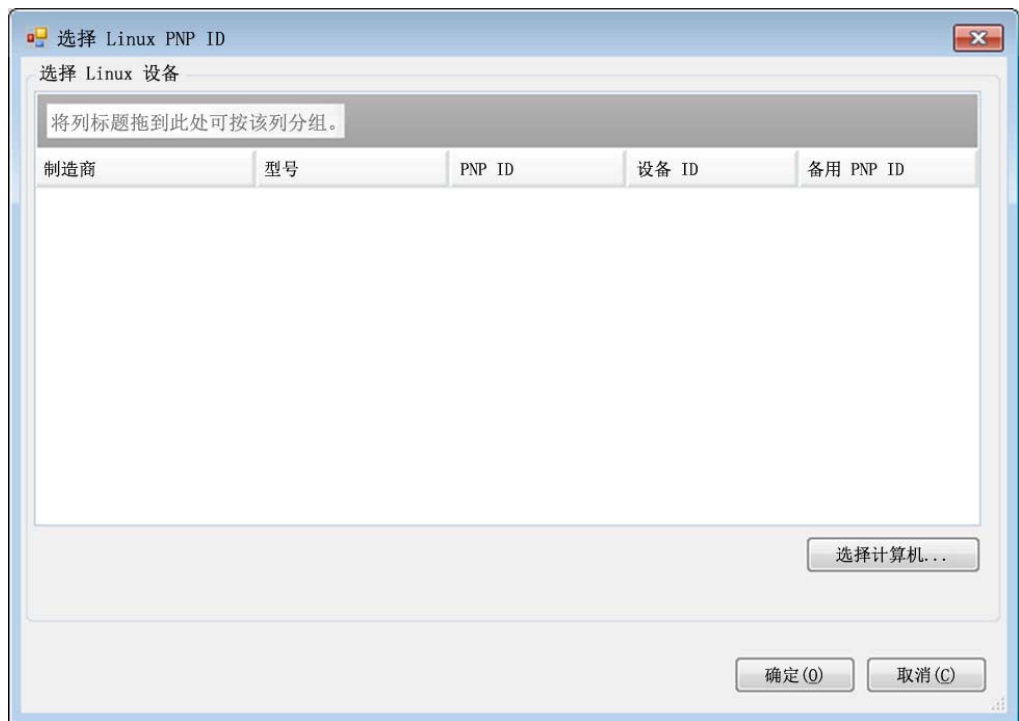 选择 Linux PNP ID
选择 Linux 设备
将列标题拖到此处可按该列分组。
制造商 型号 PNP ID 设备 ID 备用 PNP ID
选择计算机...
确定(O) 取消(C)